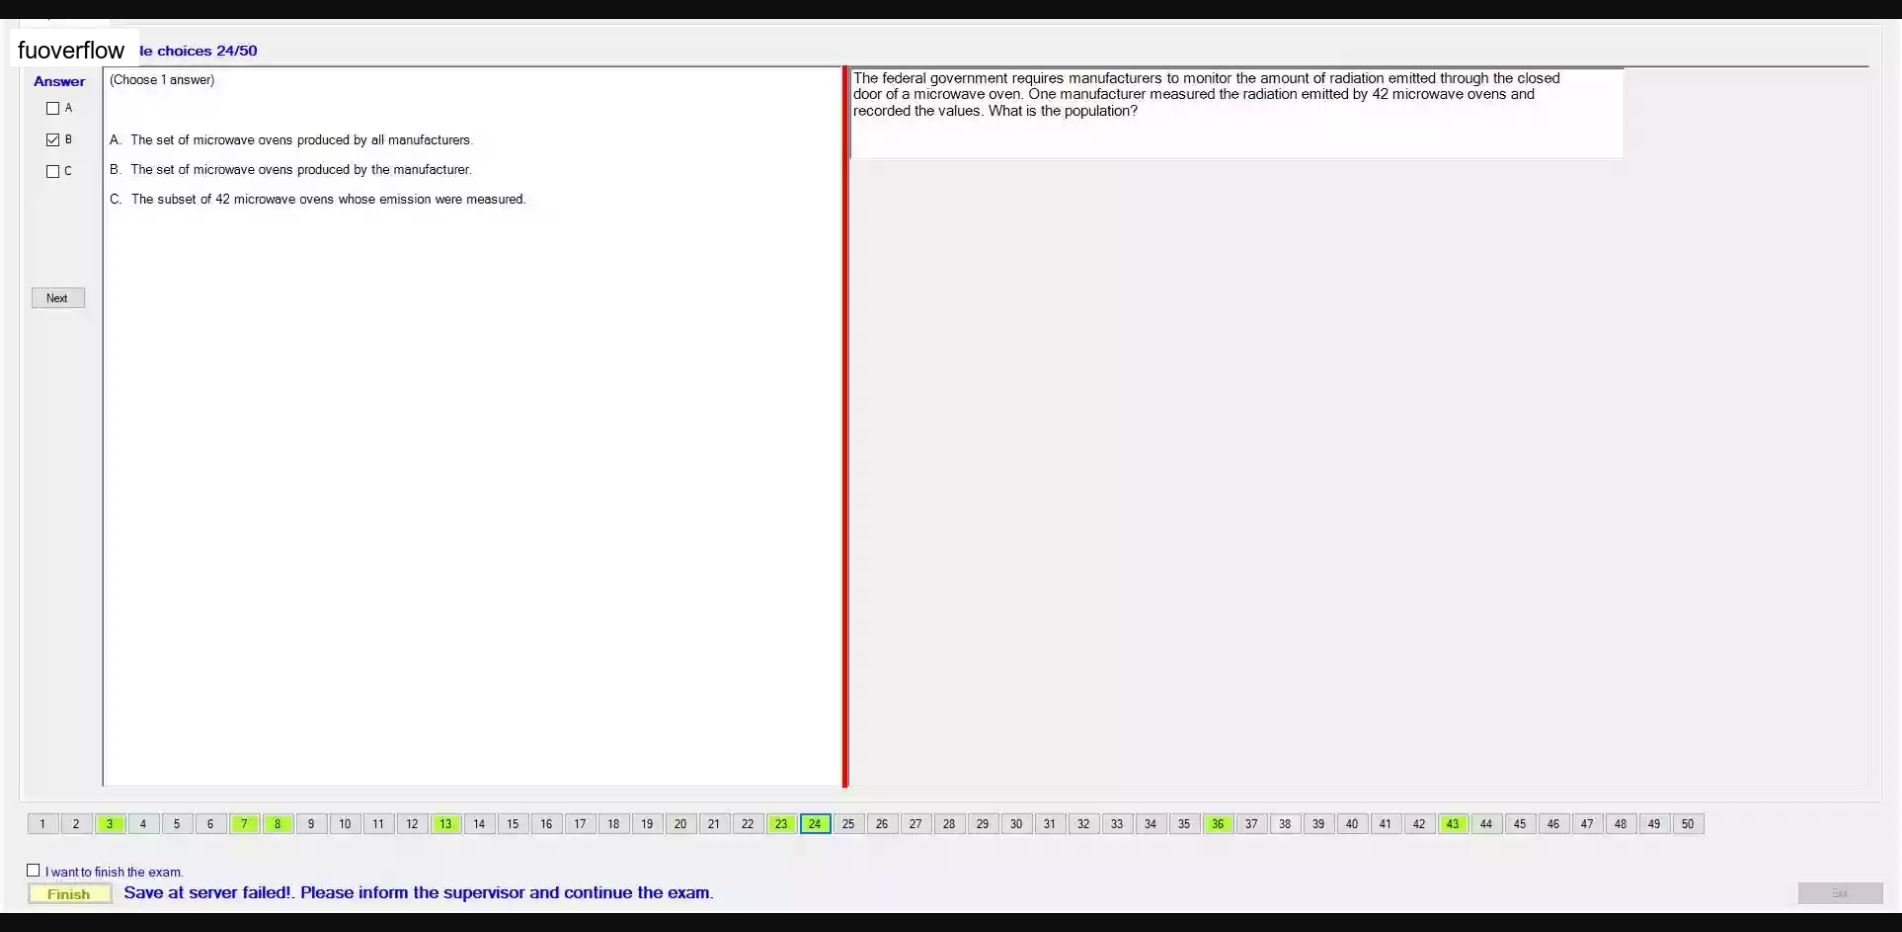 fuoverflow
le choices 24/50
Answer
(Choose 1 answer)
A
B
C
A. The set of microwave ovens produced by all manufacturers.
B. The set of microwave ovens produced by the manufacturer.
C. The subset of 42 microwave ovens whose emission were measured.
Next
The federal government requires manufacturers to monitor the amount of radiation emitted through the closed
door of a microwave oven. One manufacturer measured the radiation emitted by 42 microwave ovens and
recorded the values. What is the population?
1 2 3 4 5 6 7 8 9 10 11 12 13 14 15 16 17 18 19 20 21 22 23 24 25 26 27 28 29 30 31 32 33 34 35 36 37 38 39 40 41 42 43 44 45 46 47 48 49 50
I want to finish the exam.
Finish
Save at server failed!. Please inform the supervisor and continue the exam.